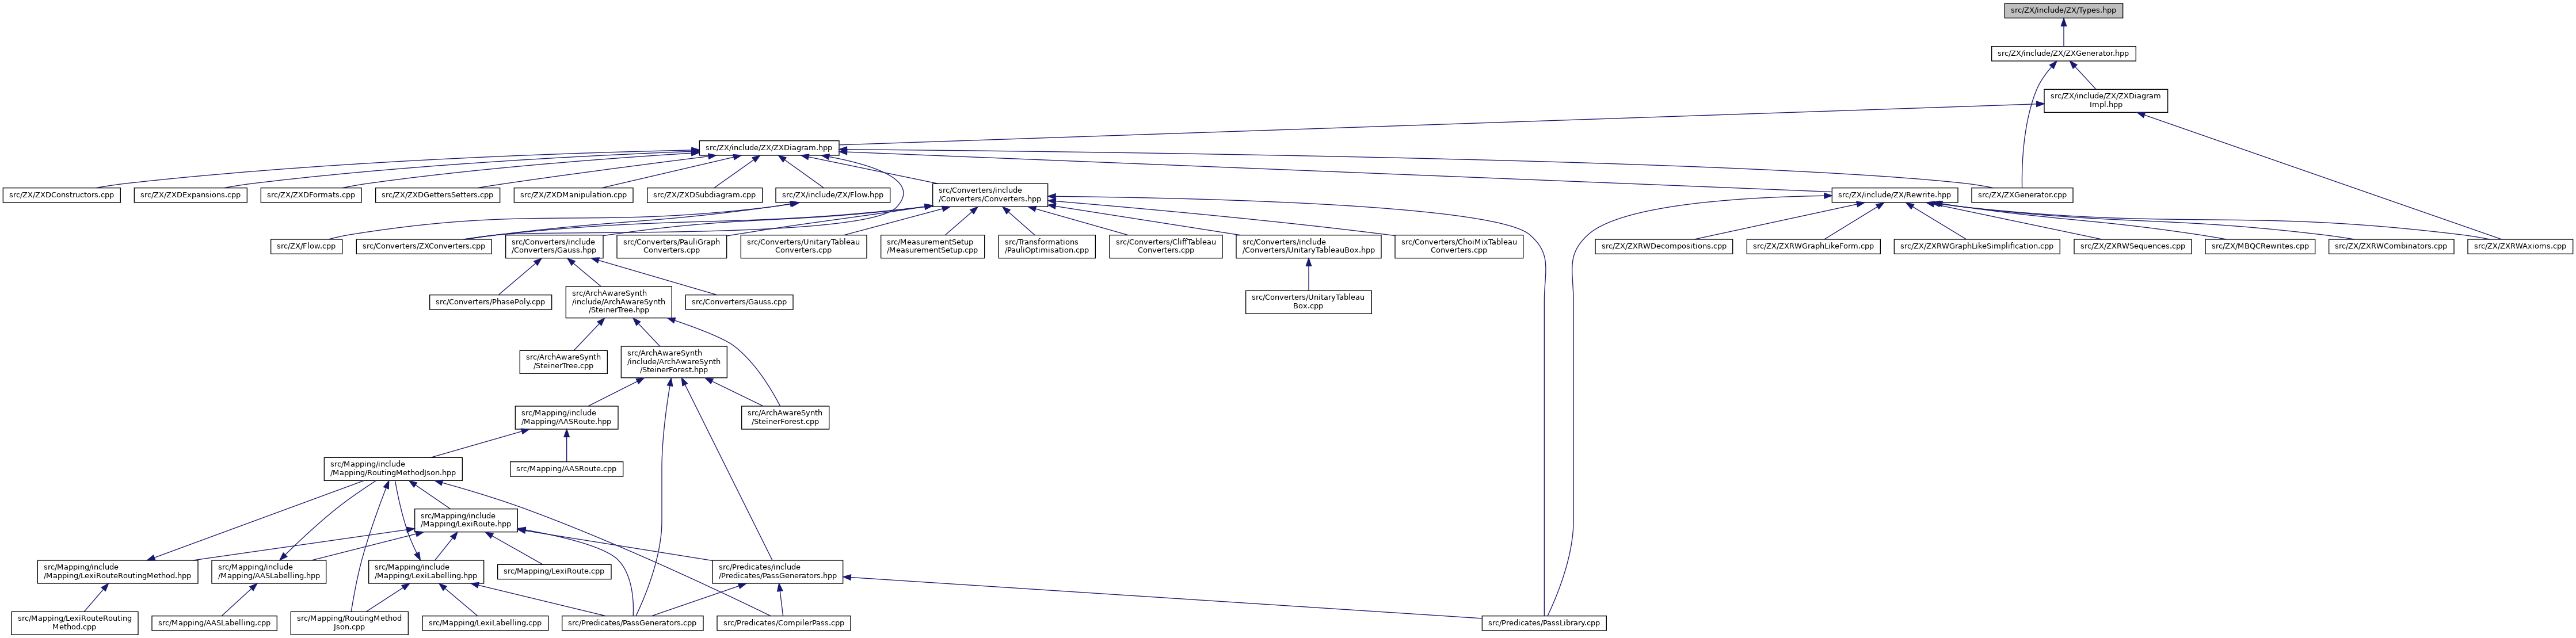 src/ZX/include/ZX/Types.hpp
src/ZX/include/ZX/ZXGenerator.hpp
src/ZX/include/ZX/ZXDiagram
Impl.hpp
src/ZX/include/ZX/ZXDiagram.hpp
src/ZX/ZXDConstructors.cpp
src/ZX/ZXDExpansions.cpp
src/ZX/ZXDFormats.cpp
src/ZX/ZXDGettersSetters.cpp
src/ZX/ZXDManipulation.cpp
src/ZX/ZXDSubdiagram.cpp
src/ZX/include/ZX/Flow.hpp
src/Converters/include
/Converters/Converters.hpp
src/ZX/include/ZX/Rewrite.hpp
src/ZX/ZXGenerator.cpp
src/ZX/Flow.cpp
src/Converters/ZXConverters.cpp
src/Converters/include
/Converters/Gauss.hpp
src/Converters/PauliGraph
Converters.cpp
src/Converters/UnitaryTableau
Converters.cpp
src/MeasurementSetup
/MeasurementSetup.cpp
src/Transformations
/PauliOptimisation.cpp
src/Converters/CliffTableau
Converters.cpp
src/Converters/include
/Converters/UnitaryTableauBox.hpp
src/Converters/ChoiMixTableau
Converters.cpp
src/ZX/ZXRWDecompositions.cpp
src/ZX/ZXRWGraphLikeForm.cpp
src/ZX/ZXRWGraphLikeSimplification.cpp
src/ZX/ZXRWSequences.cpp
src/ZX/MBQCRewrites.cpp
src/ZX/ZXRWCombinators.cpp
src/ZX/ZXRWAxioms.cpp
src/Converters/PhasePoly.cpp
src/ArchAwareSynth
/include/ArchAwareSynth
/SteinerTree.hpp
src/Converters/Gauss.cpp
src/Converters/UnitaryTableau
Box.cpp
src/ArchAwareSynth
/SteinerTree.cpp
src/ArchAwareSynth
/include/ArchAwareSynth
/SteinerForest.hpp
src/Mapping/include
/Mapping/AASRoute.hpp
src/ArchAwareSynth
/SteinerForest.cpp
src/Mapping/include
/Mapping/RoutingMethodJson.hpp
src/Mapping/AASRoute.cpp
src/Mapping/include
/Mapping/LexiRoute.hpp
src/Mapping/include
/Mapping/LexiRouteRoutingMethod.hpp
src/Mapping/include
/Mapping/AASLabelling.hpp
src/Mapping/include
/Mapping/LexiLabelling.hpp
src/Mapping/LexiRoute.cpp
src/Predicates/include
/Predicates/PassGenerators.hpp
src/Mapping/LexiRouteRouting
Method.cpp
src/Mapping/AASLabelling.cpp
src/Mapping/RoutingMethod
Json.cpp
src/Mapping/LexiLabelling.cpp
src/Predicates/PassGenerators.cpp
src/Predicates/CompilerPass.cpp
src/Predicates/PassLibrary.cpp